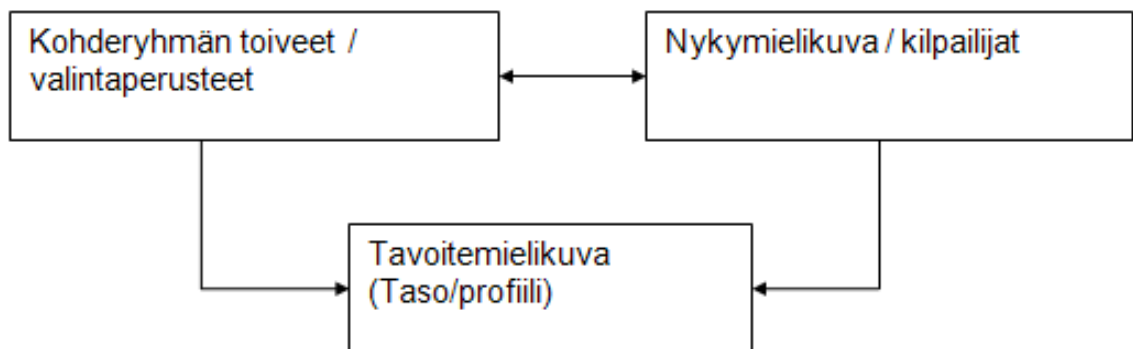 Kohderyhmän toiveet /
valintaperusteet
Nykymielikuva / kilpailijat
Tavoitemielikuva
(Taso/profiili)